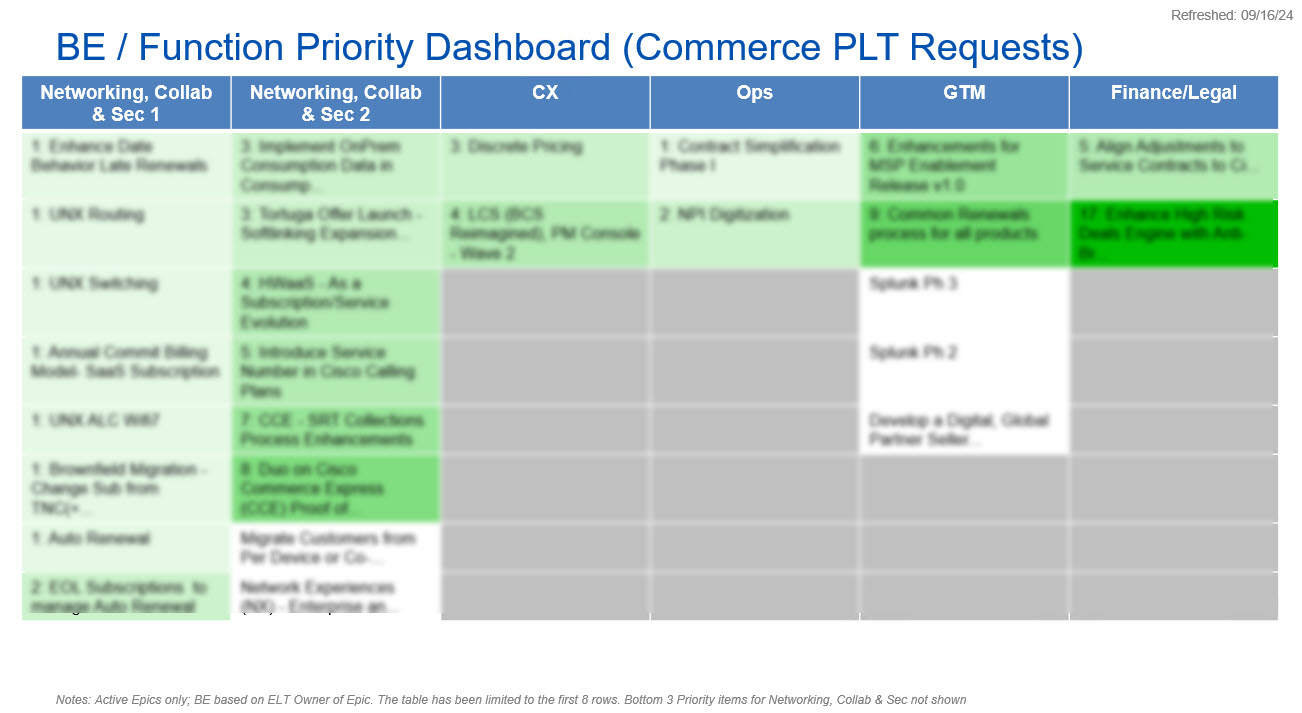 Refreshed: 09/16/24
BE / Function Priority Dashboard (Commerce PLT Requests)
Networking, Collab
& Sec 1
Networking, Collab
& Sec 2
CX
Ops
GTM
Finance/Legal
1: Enhance Date
Behavior Late Renewals
3: Implement OnPrem
Consumption Data in
Consump...
3: Discrete Pricing
1: Contract Simplification
Phase I
6: Enhancements for
MSP Enablement
Release v1.0
5: Align Adjustments to
Service Contracts to Ci...
1: UNX Routing
3: Tortuga Offer Launch -
Softlinking Expansion...
4: LCS (BCS
Reimagined), PM Console
- Wave 2
2: NPI Digitization
9: Common Renewals
process for all products
17: Enhance High Risk
Deals Engine with Anti-
Br...
1: UNX Switching
4: HWaaS - As a
Subscription/Service
Evolution
Splunk Ph 3
1: Annual Commit Billing
Model- SaaS Subscription
5: Introduce Service
Number in Cisco Calling
Plans
Splunk Ph 2
1: UNX ALC Wifi7
7: CCE - SRT Collections
Process Enhancements
Develop a Digital, Global
Partner Seller...
1: Brownfield Migration -
Change Sub from
TNC(+...
8: Duo on Cisco
Commerce Express
(CCE) Proof of...
1: Auto Renewal
Migrate Customers from
Per Device or Co-...
2: EOL Subscriptions to
manage Auto Renewal
Network Experiences
(NX) - Enterprise an...
Notes: Active Epics only; BE based on ELT Owner of Epic. The table has been limited to the first 8 rows. Bottom 3 Priority items for Networking, Collab & Sec not shown